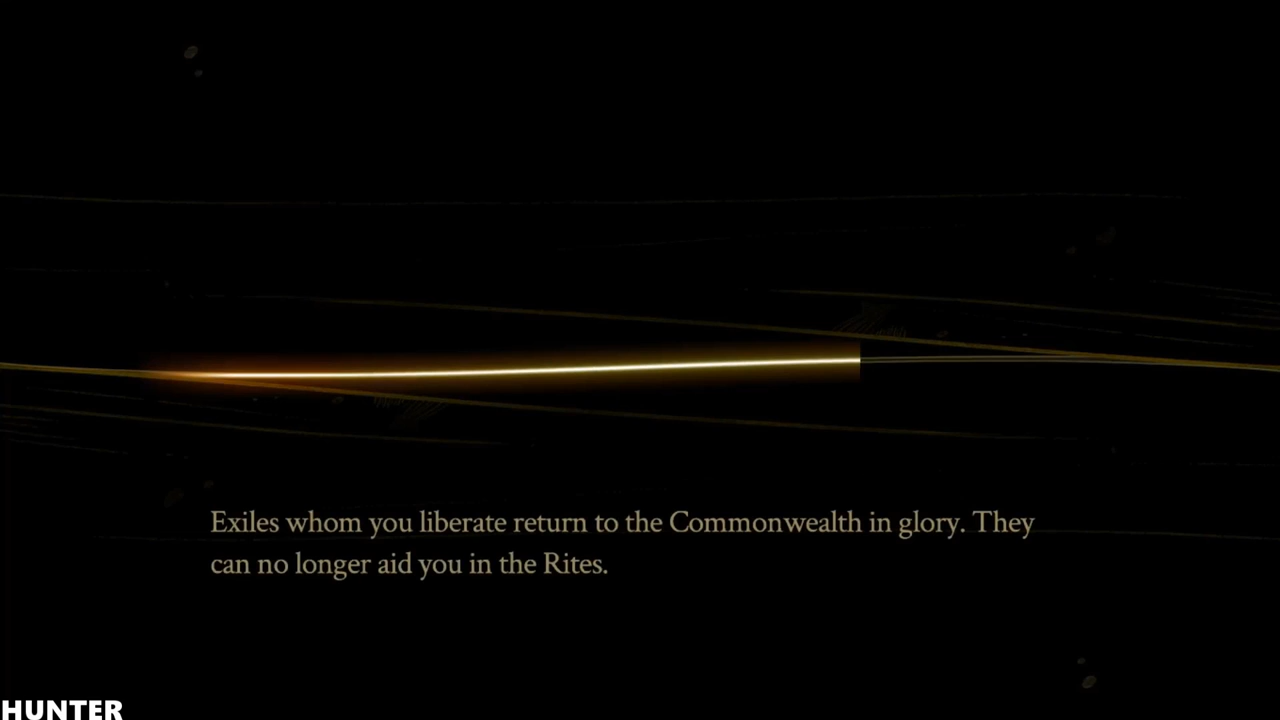 Exiles whom you liberate return to the Commonwealth in glory. They
can no longer aid you in the Rites.
HUNTER